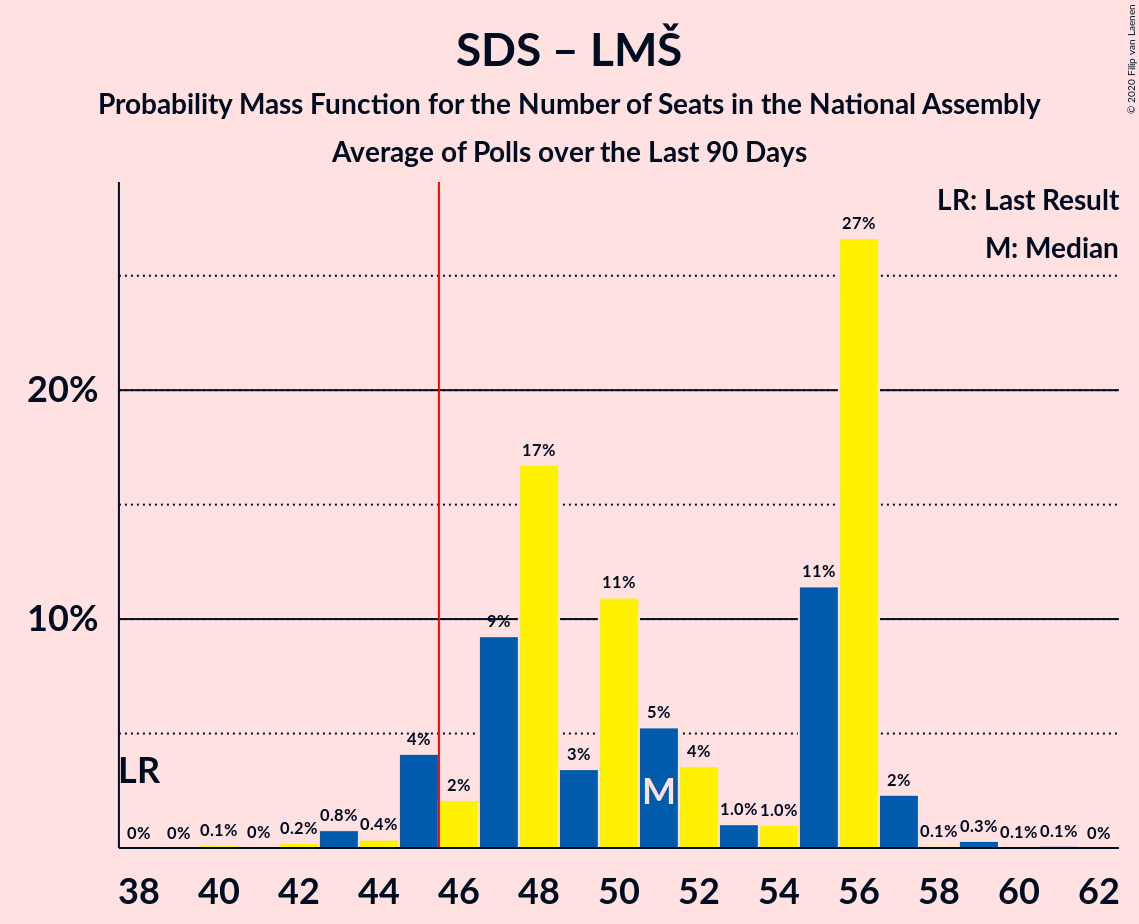 SDS – LMŠ
Probability Mass Function for the Number of Seats in the National Assembly
Average of Polls over the Last 90 Days
© 2020 Filip van Laenen
LR: Last Result
M: Median
20%
10%
0% 0% 0.1% 0% 0.2% 0.8% 0.4% 4% 2% 9% 17% 3% 11% 5% 4% 1.0% 1.0% 11% 27% 2% 0.1% 0.3% 0.1% 0.1% 0%
LR
M
38 40 42 44 46 48 50 52 54 56 58 60 62